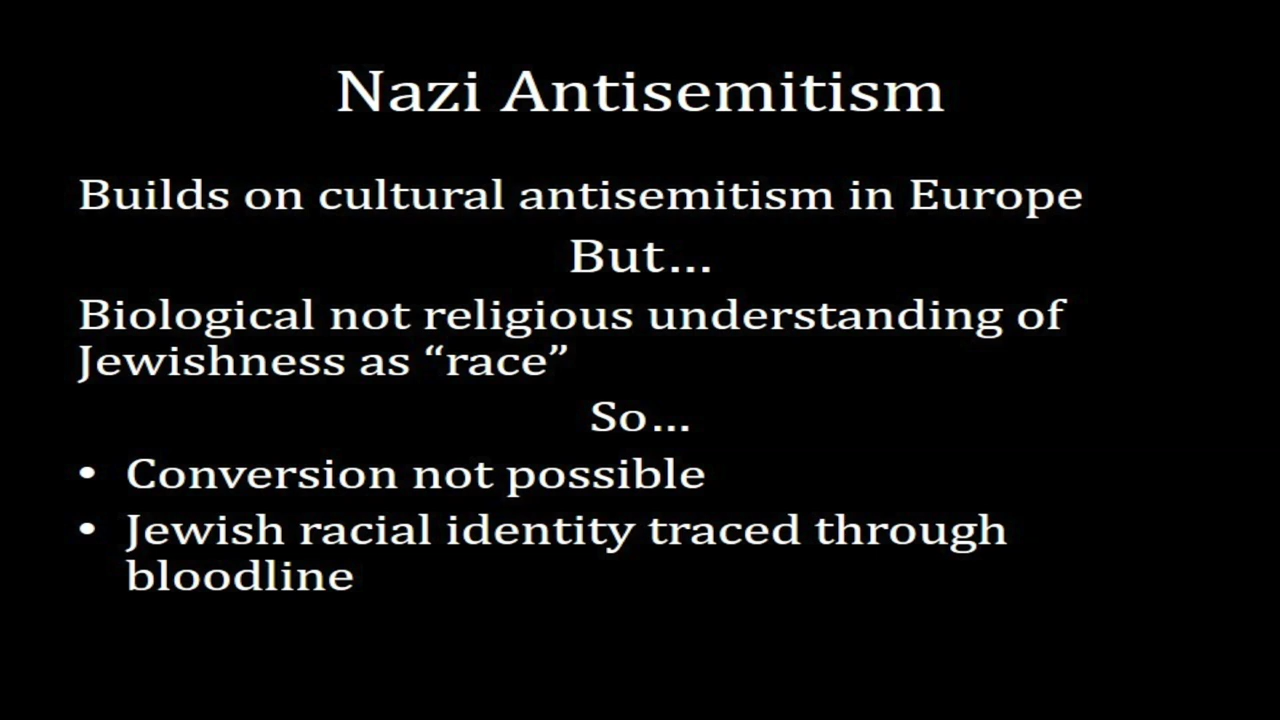 Nazi Antisemitism
Builds on cultural antisemitism in Europe
But…
Biological not religious understanding of
Jewishness as “race”
So…
• Conversion not possible
• Jewish racial identity traced through
bloodline